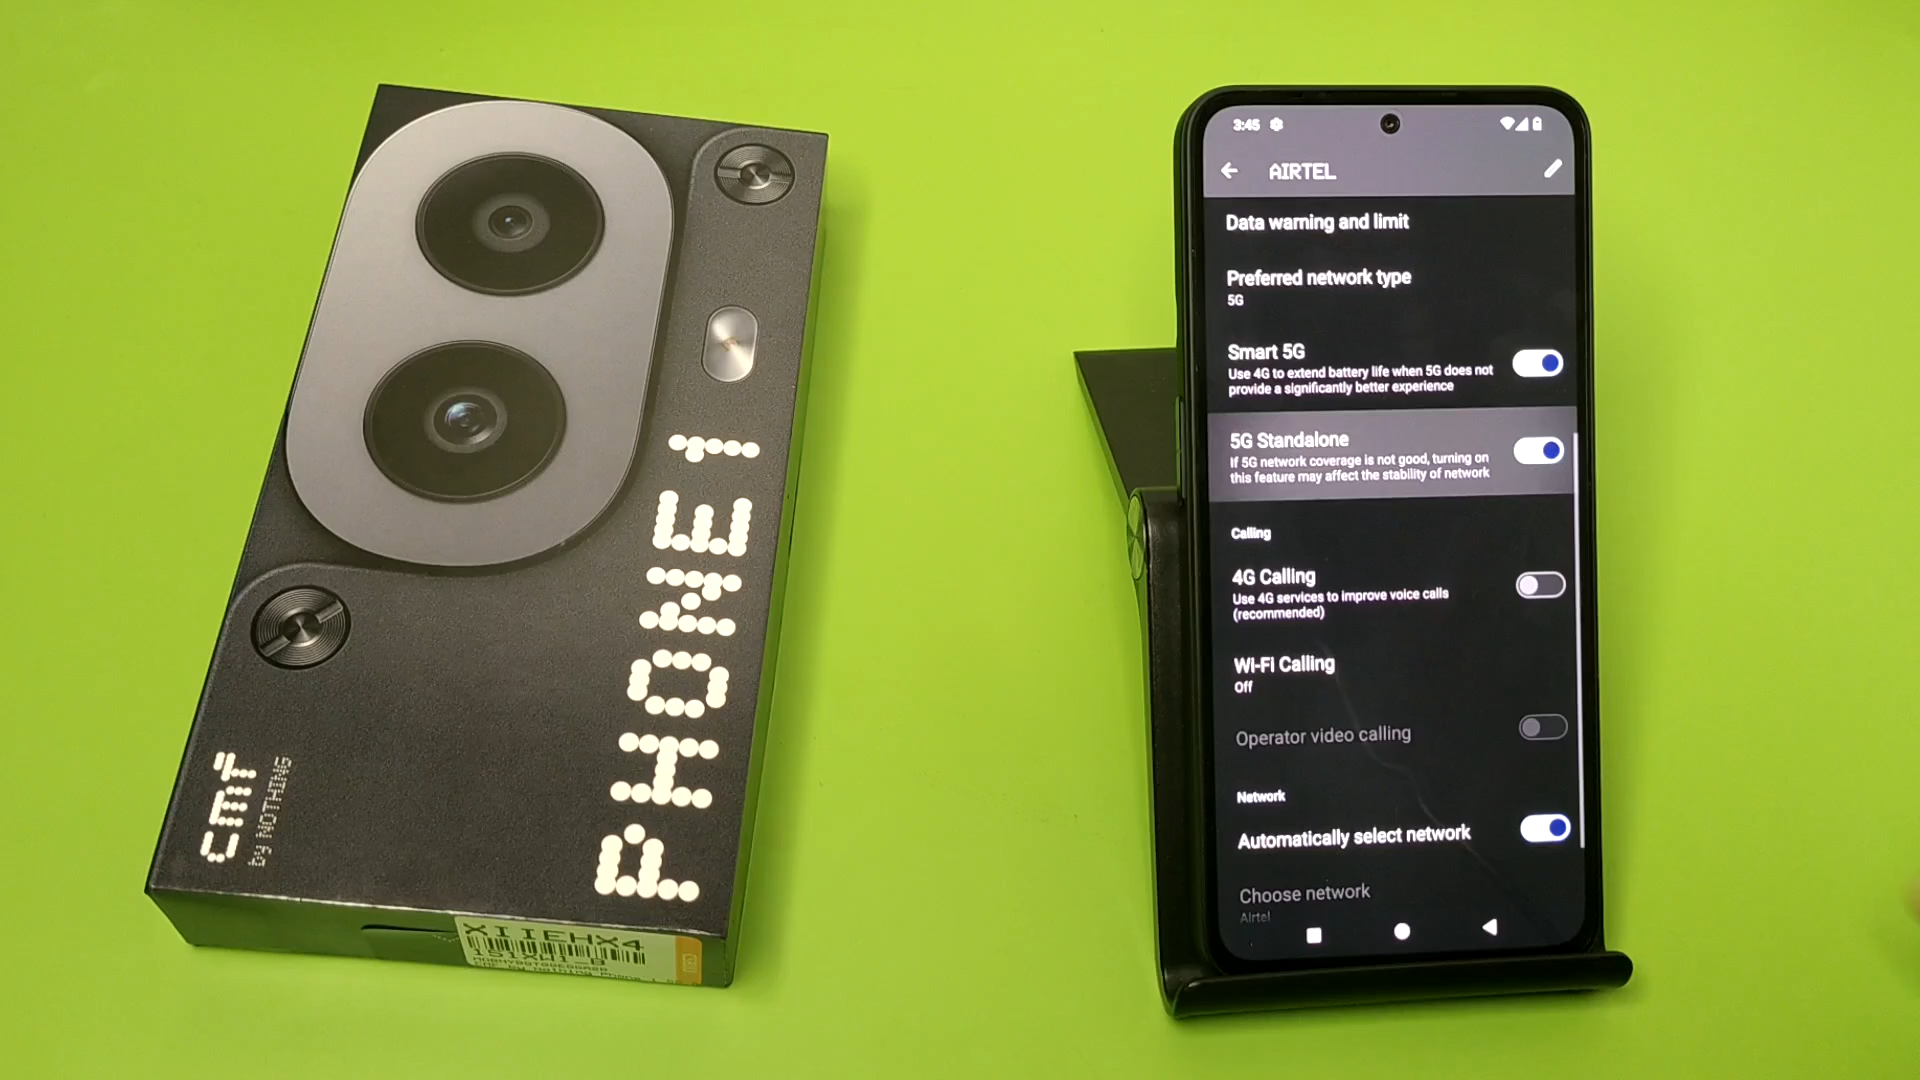 PHONE 1
CMF
by NOTHING
XIIEHX4
3:45
AIRTEL
Data warning and limit
Preferred network type
5G
Smart 5G
Use 4G to extend battery life when 5G does not
provide a significantly better experience
5G Standalone
If 5G network coverage is not good, turning on
this feature may affect the stability of network
Calling
4G Calling
Use 4G services to improve voice calls
(recommended)
Wi-Fi Calling
Off
Operator video calling
Network
Automatically select network
Choose network
Airtel